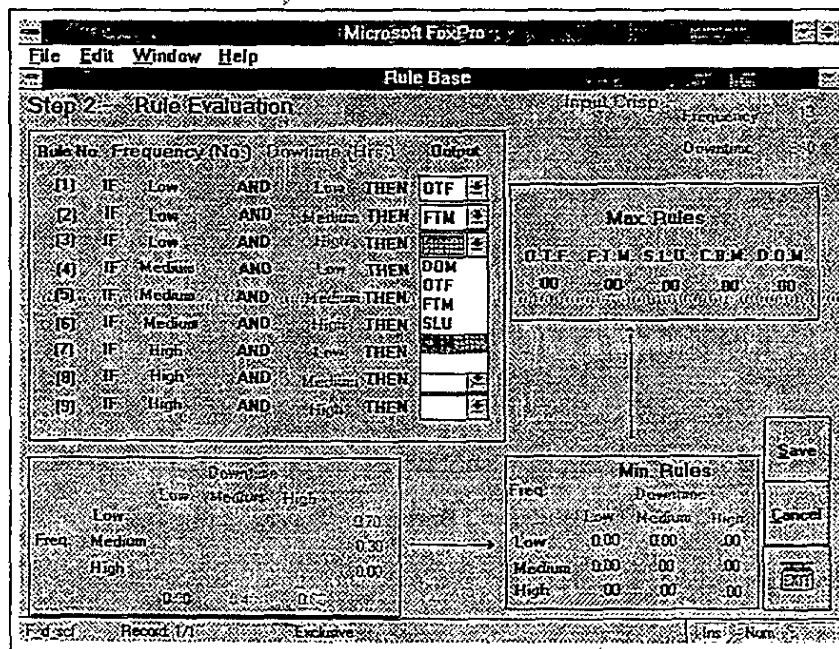 Microsoft FoxPro
File Edit Window Help
Rule Base
Step 2 - Rule Evaluation
Input Crisp
Frequency 13
Downtime
Rule No. Frequency (No.) Dowtime (Hrs.) Output
[1] IF Low AND Low THEN OTF
[2] IF Low AND Medium THEN FTM
[3] IF Low AND High THEN
[4] IF Medium AND Low THEN
[5] IF Medium AND Medium THEN
[6] IF Medium AND High THEN
[7] IF High AND Low THEN
[8] IF High AND Medium THEN
[9] IF High AND High THEN
DOM
OTF
FTM
SLU
CBM
Max. Rules
O.T.F. F.T.M. S.L.U. C.B.M. D.O.M.
.00 .00 .00 .00 .00
Downtime
Low Medium High
Low 0.70
Freq. Medium 0.30
High 0.00
Min. Rules
Freq. Downtime
Low Medium High
Low 0.00 0.00 .00
Medium 0.00 .00 .00
High .00 .00 .00
Save
Cancel
EXIT
Record: 1/1 Exclusive Ins Num